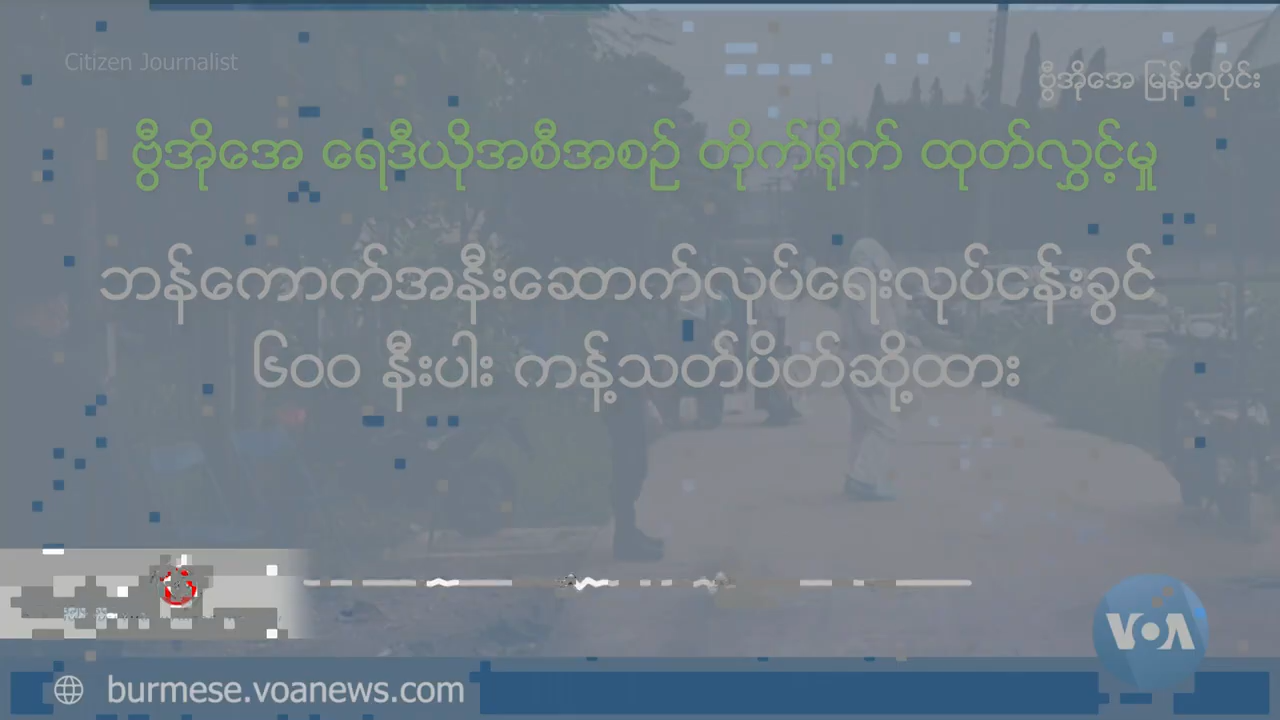 Citizen Journalist
ဗွီအိုအေ မြန်မာပိုင်း
ဗွီအိုအေ ရေဒီယိုအစီအစဉ် တိုက်ရိုက် ထုတ်လွှင့်မှု
ဘန်ကောက်အနီးဆောက်လုပ်ရေးလုပ်ငန်းခွင်
၆၀၀ နီးပါး ကန့်သတ်ပိတ်ဆို့ထား
VOA
burmese.voanews.com